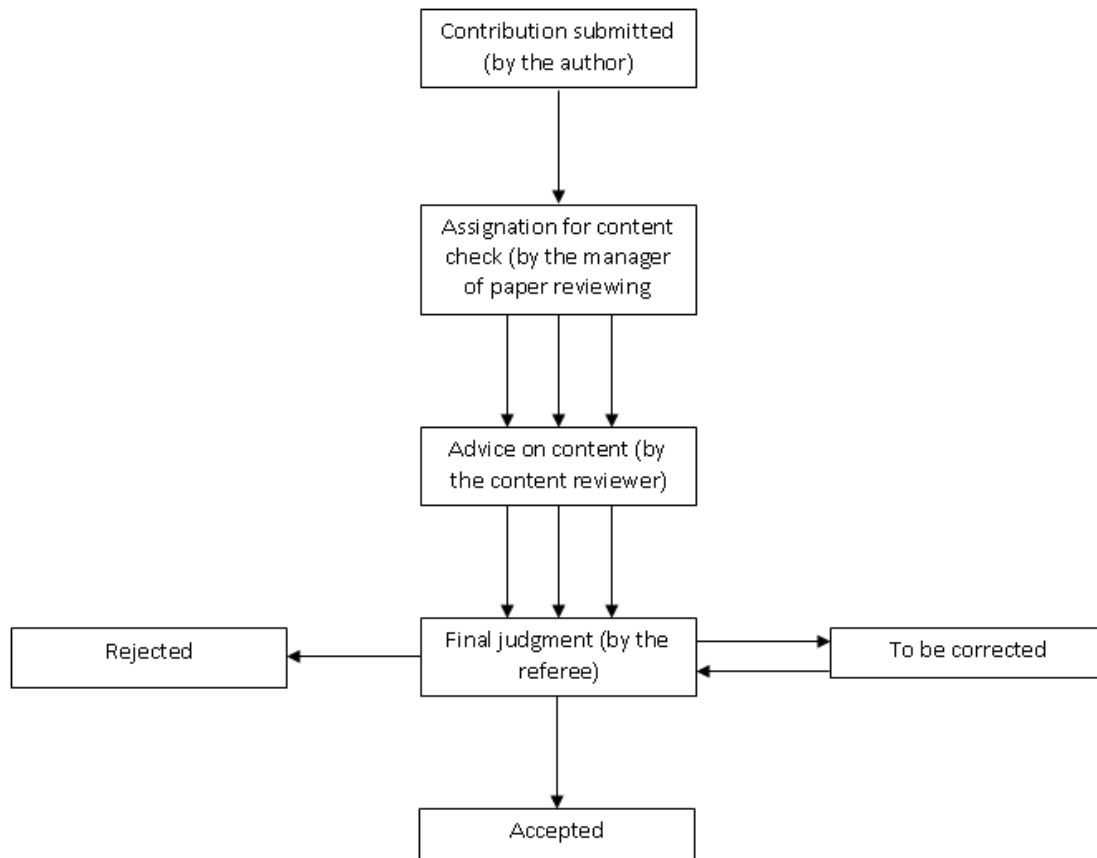 Contribution submitted
(by the author)
Assignation for content
check (by the manager
of paper reviewing
Advice on content (by
the content reviewer)
Rejected
Final judgment (by the
referee)
To be corrected
Accepted